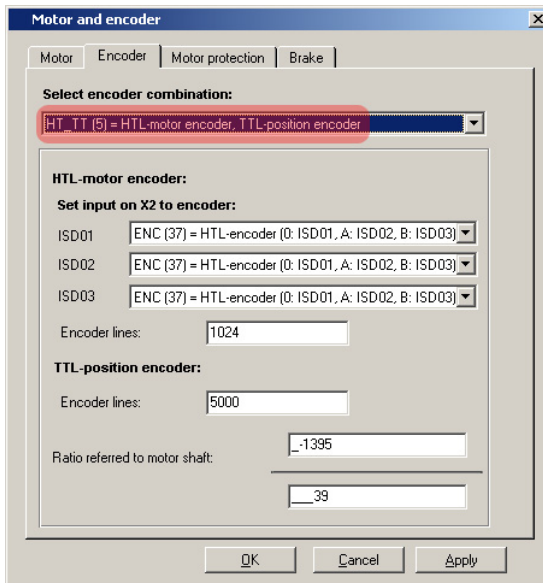 Motor and encoder
Motor Encoder Motor protection Brake
Select encoder combination:
HT_TT (5) = HTL-motor encoder, TTL-position encoder
HTL-motor encoder:
Set input on X2 to encoder:
ISD01 ENC (37) = HTL-encoder (0: ISD01, A: ISD02, B: ISD03)
ISD02 ENC (37) = HTL-encoder (0: ISD01, A: ISD02, B: ISD03)
ISD03 ENC (37) = HTL-encoder (0: ISD01, A: ISD02, B: ISD03)
Encoder lines: 1024
TTL-position encoder:
Encoder lines: 5000
_-1395
Ratio referred to motor shaft:
___39
OK Cancel Apply